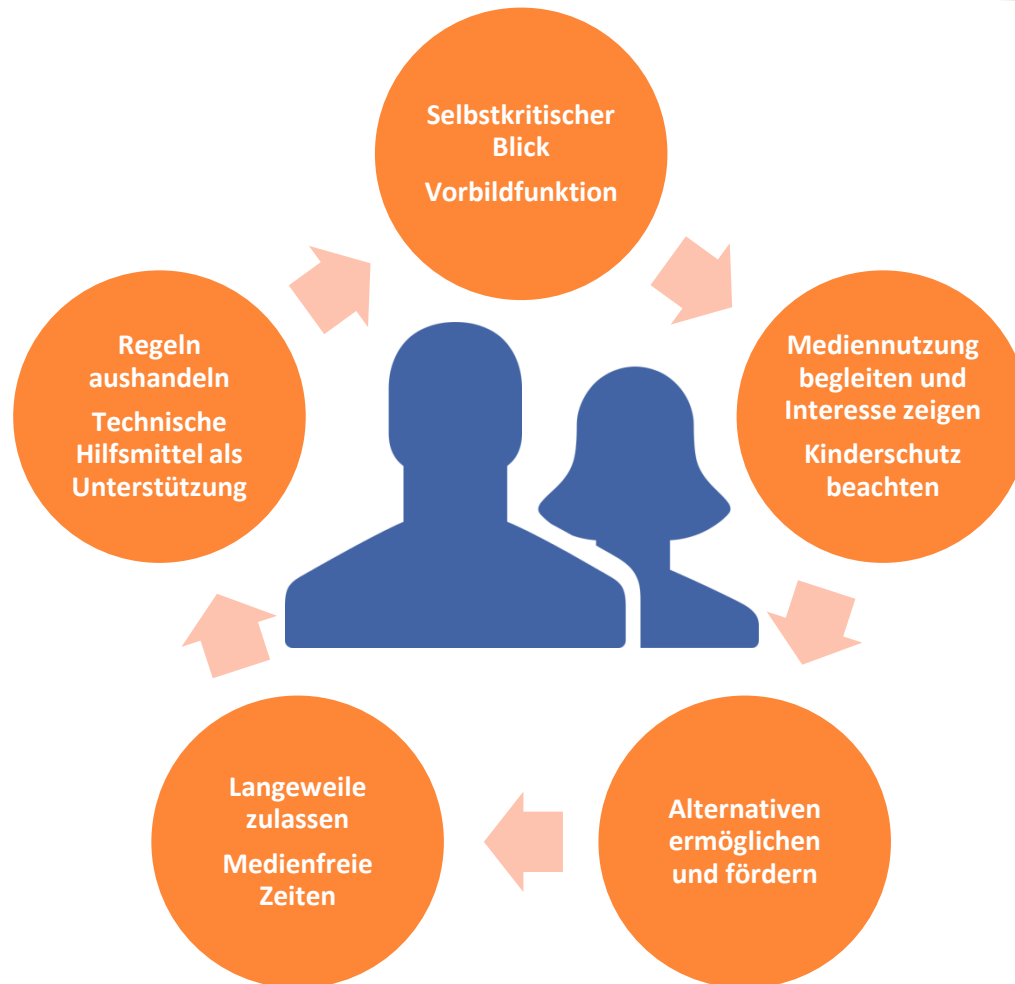 Selbstkritischer
Blick
Vorbildfunktion
Mediennutzung
begleiten und
Interesse zeigen
Kinderschutz
beachten
Alternativen
ermöglichen
und fördern
Langeweile
zulassen
Medienfreie
Zeiten
Regeln
aushandeln
Technische
Hilfsmittel als
Unterstützung